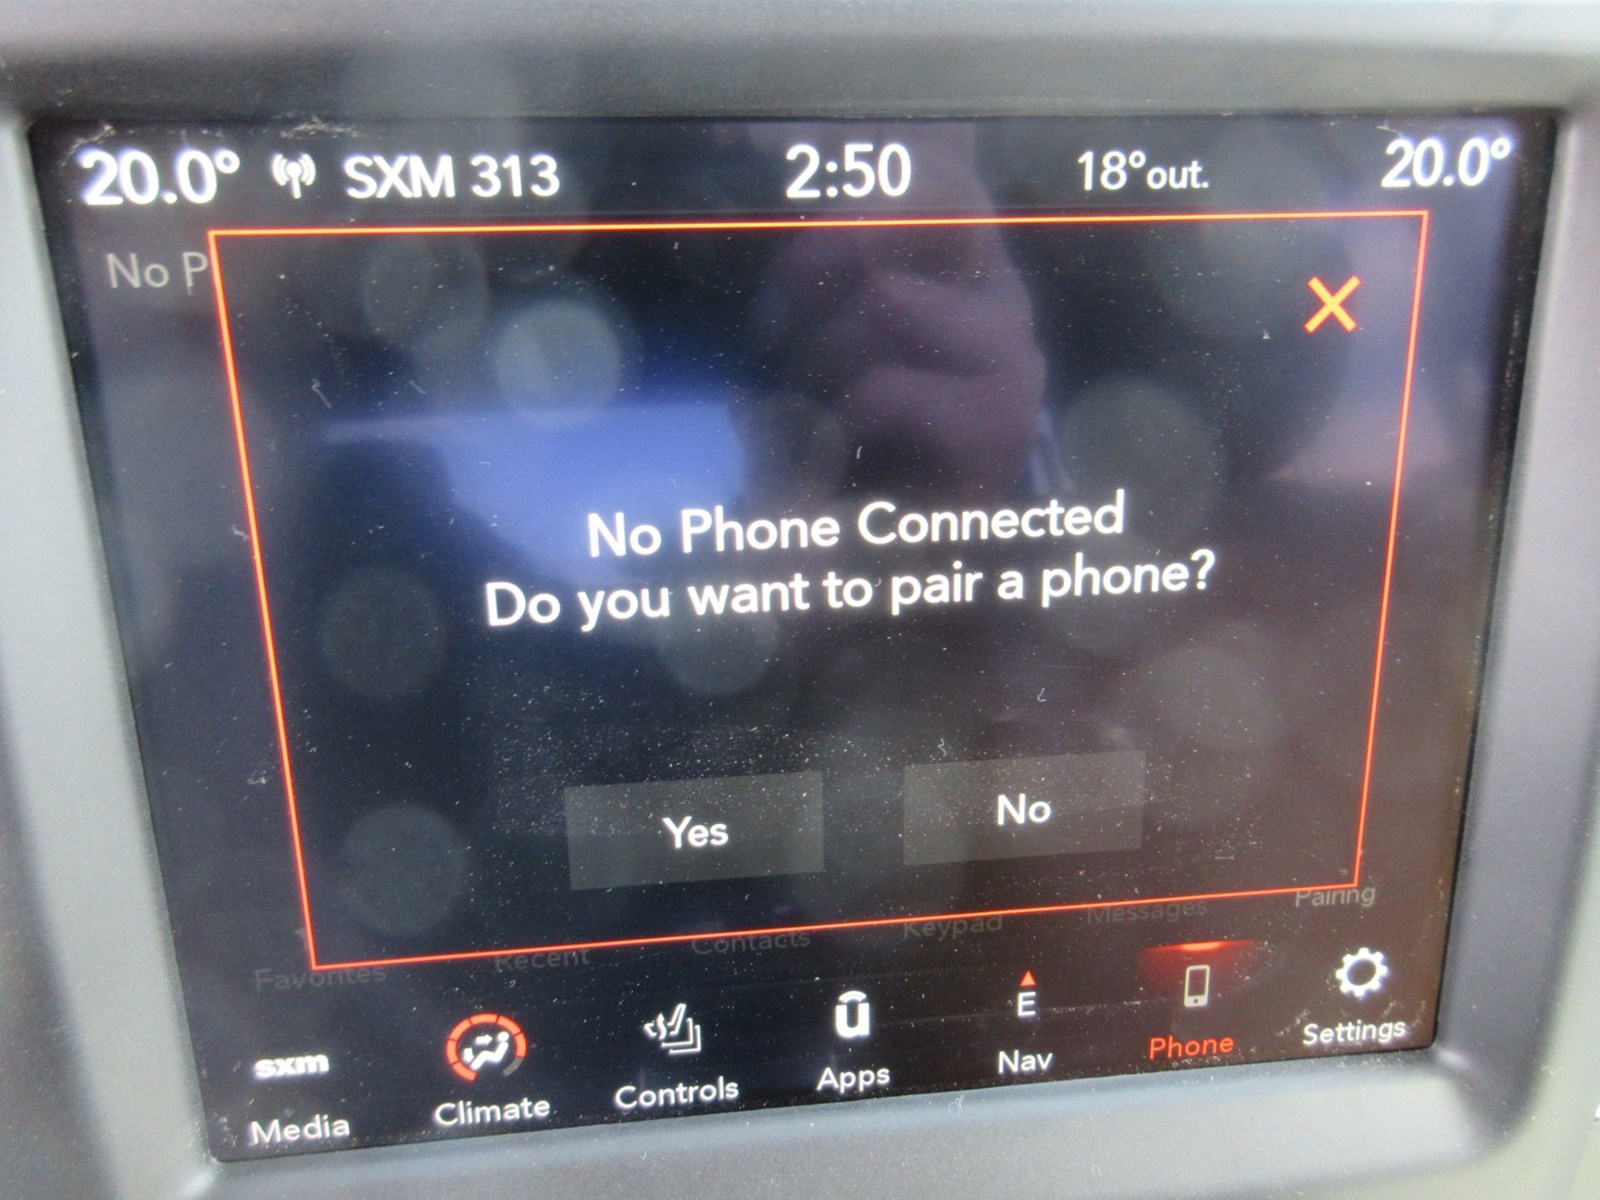 20.0° SXM 313 2:50 18°out. 20.0°
No P
No Phone Connected
Do you want to pair a phone?
Yes No
Favorites Recent Contacts Keypad Messages Pairing
sxm u E
Media Climate Controls Apps Nav Phone Settings